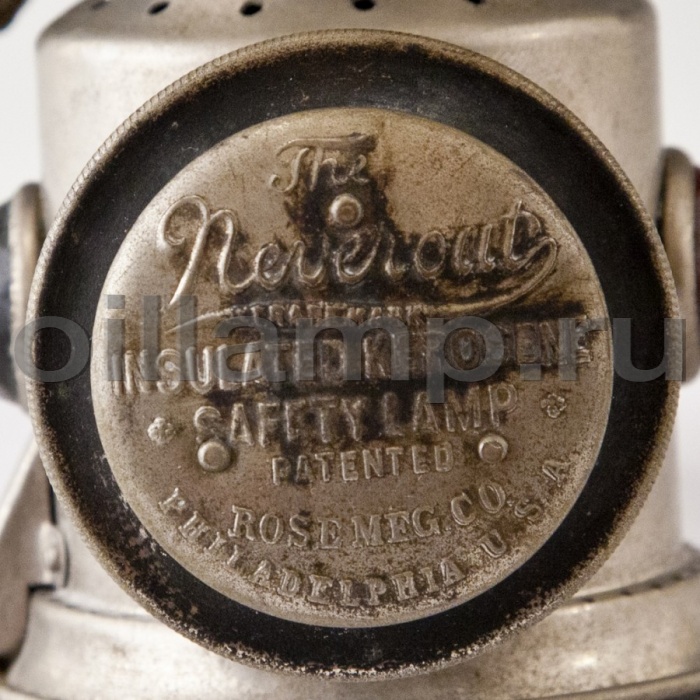 The
Neverout
TRADE MARK
INSULATED KEROSENE
SAFETY LAMP
PATENTED
ROSE MFG. CO.
PHILADELPHIA U.S.A.
oillamp.ru